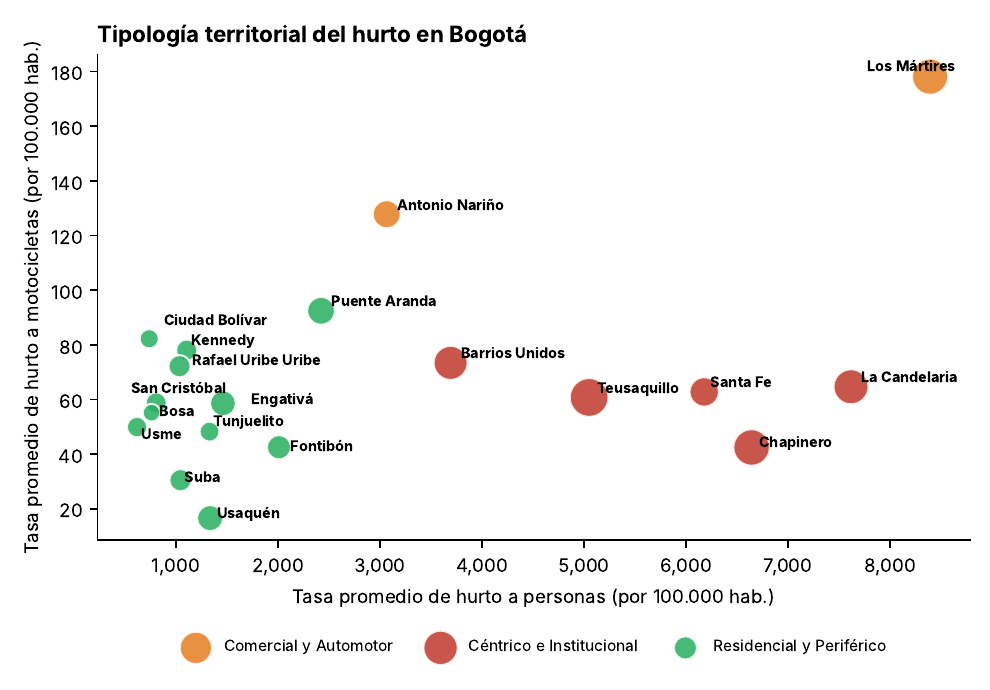 Tipología territorial del hurto en Bogotá
Tasa promedio de hurto a motocicletas (por 100.000 hab.)
180
160
140
120
100
80
60
40
20
Los Mártires
Antonio Nariño
Puente Aranda
Ciudad Bolívar
Kennedy
Rafael Uribe Uribe
Barrios Unidos
San Cristóbal
Bosa
Engativá
Teusaquillo
Santa Fe
La Candelaria
Usme
Tunjuelito
Fontibón
Chapinero
Suba
Usaquén
1,000
2,000
3,000
4,000
5,000
6,000
7,000
8,000
Tasa promedio de hurto a personas (por 100.000 hab.)
Comercial y Automotor
Céntrico e Institucional
Residencial y Periférico